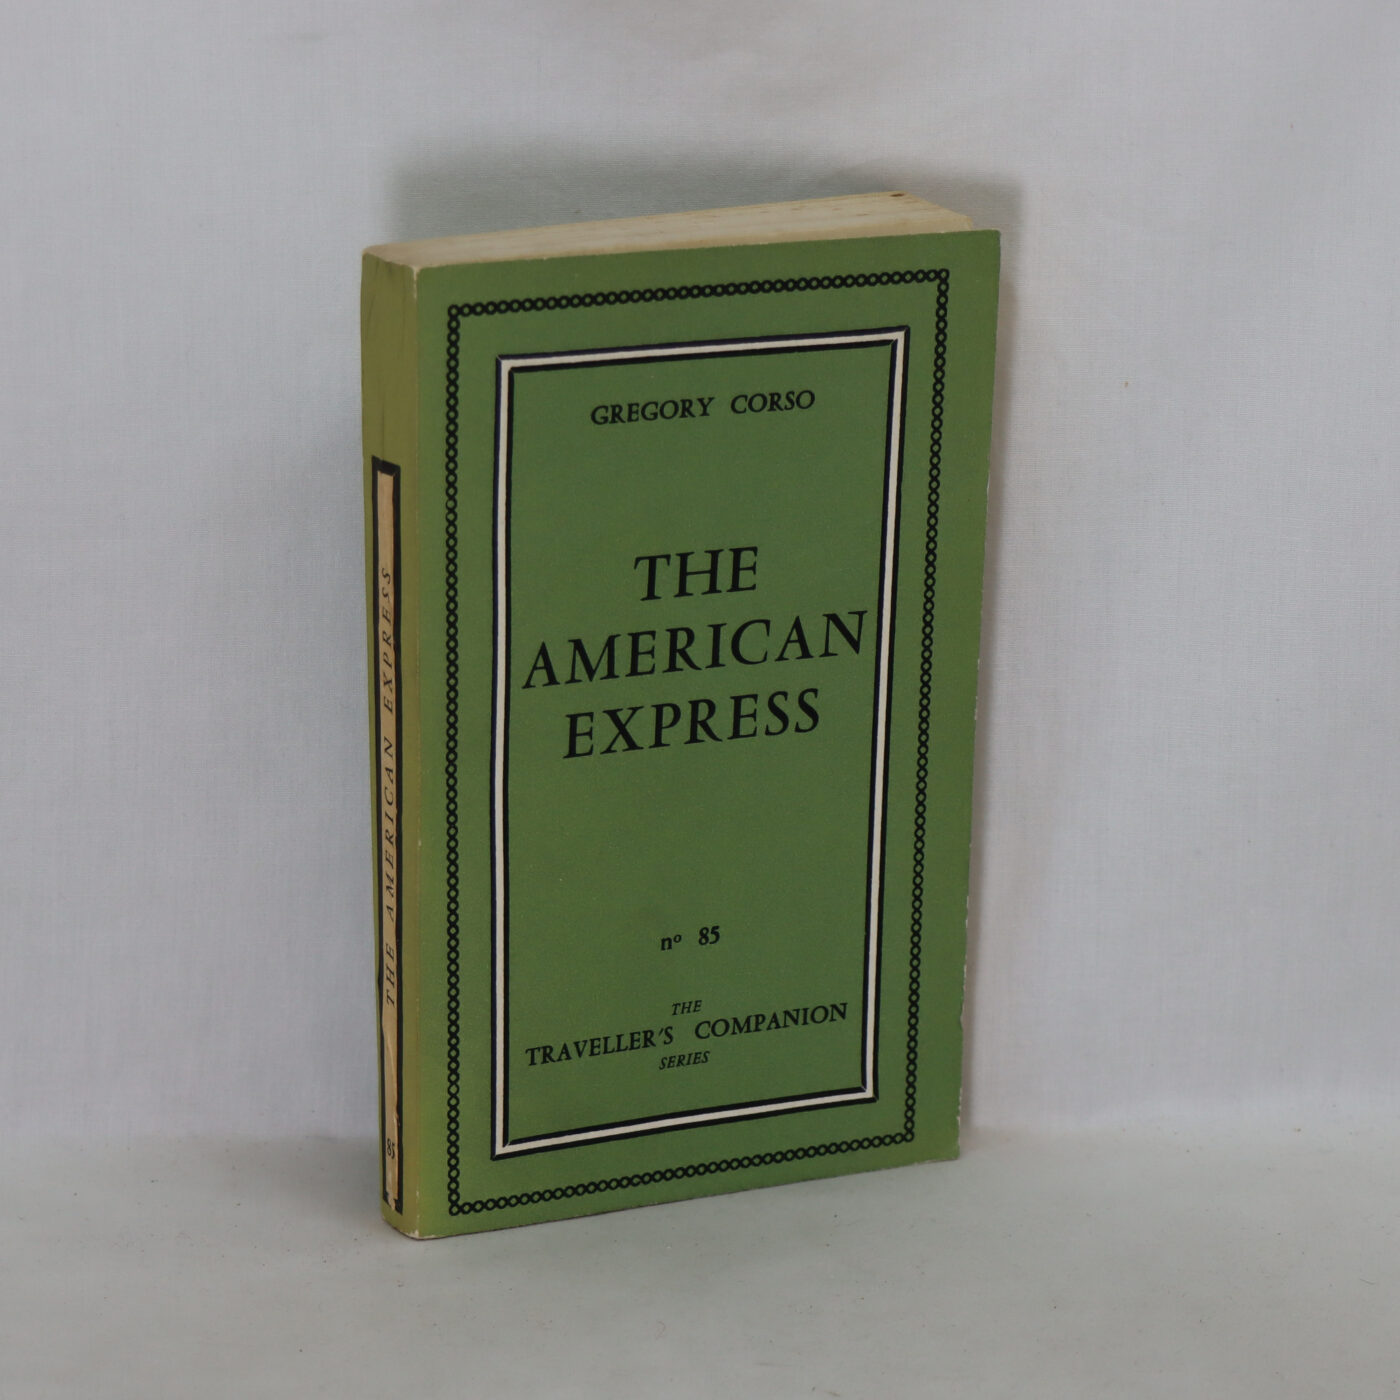 GREGORY CORSO
THE
AMERICAN
EXPRESS
nº 85
THE
TRAVELLER'S COMPANION
SERIES
THE AMERICAN EXPRESS
85